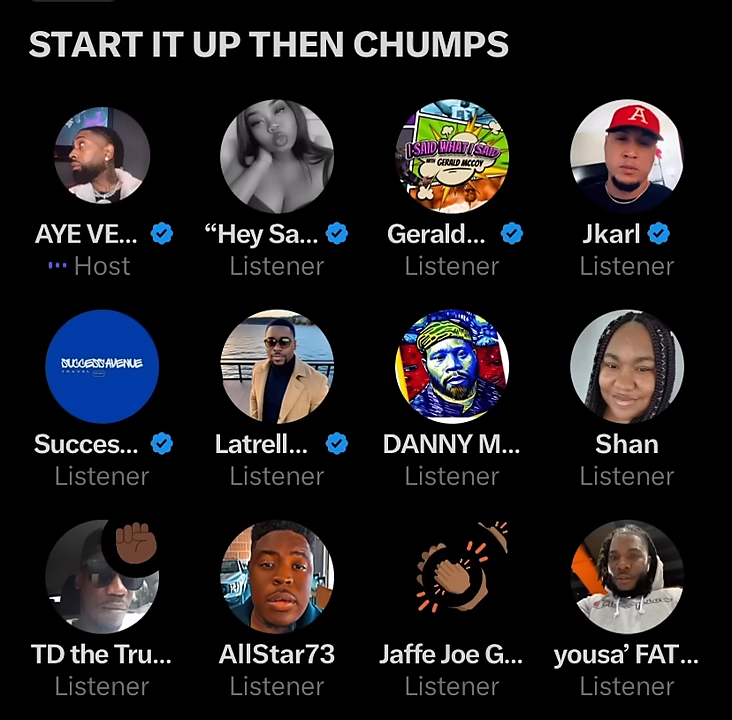 START IT UP THEN CHUMPS
AYE VE... “Hey Sa... Gerald... Jkarl
Host Listener Listener Listener
I SAID WHAT I SAID
WITH GERALD MCCOY
A
SUCCESS AVENUE
Succes... Latrell... DANNY M... Shan
Listener Listener Listener Listener
TD the Tru... AllStar73 Jaffe Joe G... yousa’ FAT...
Listener Listener Listener Listener